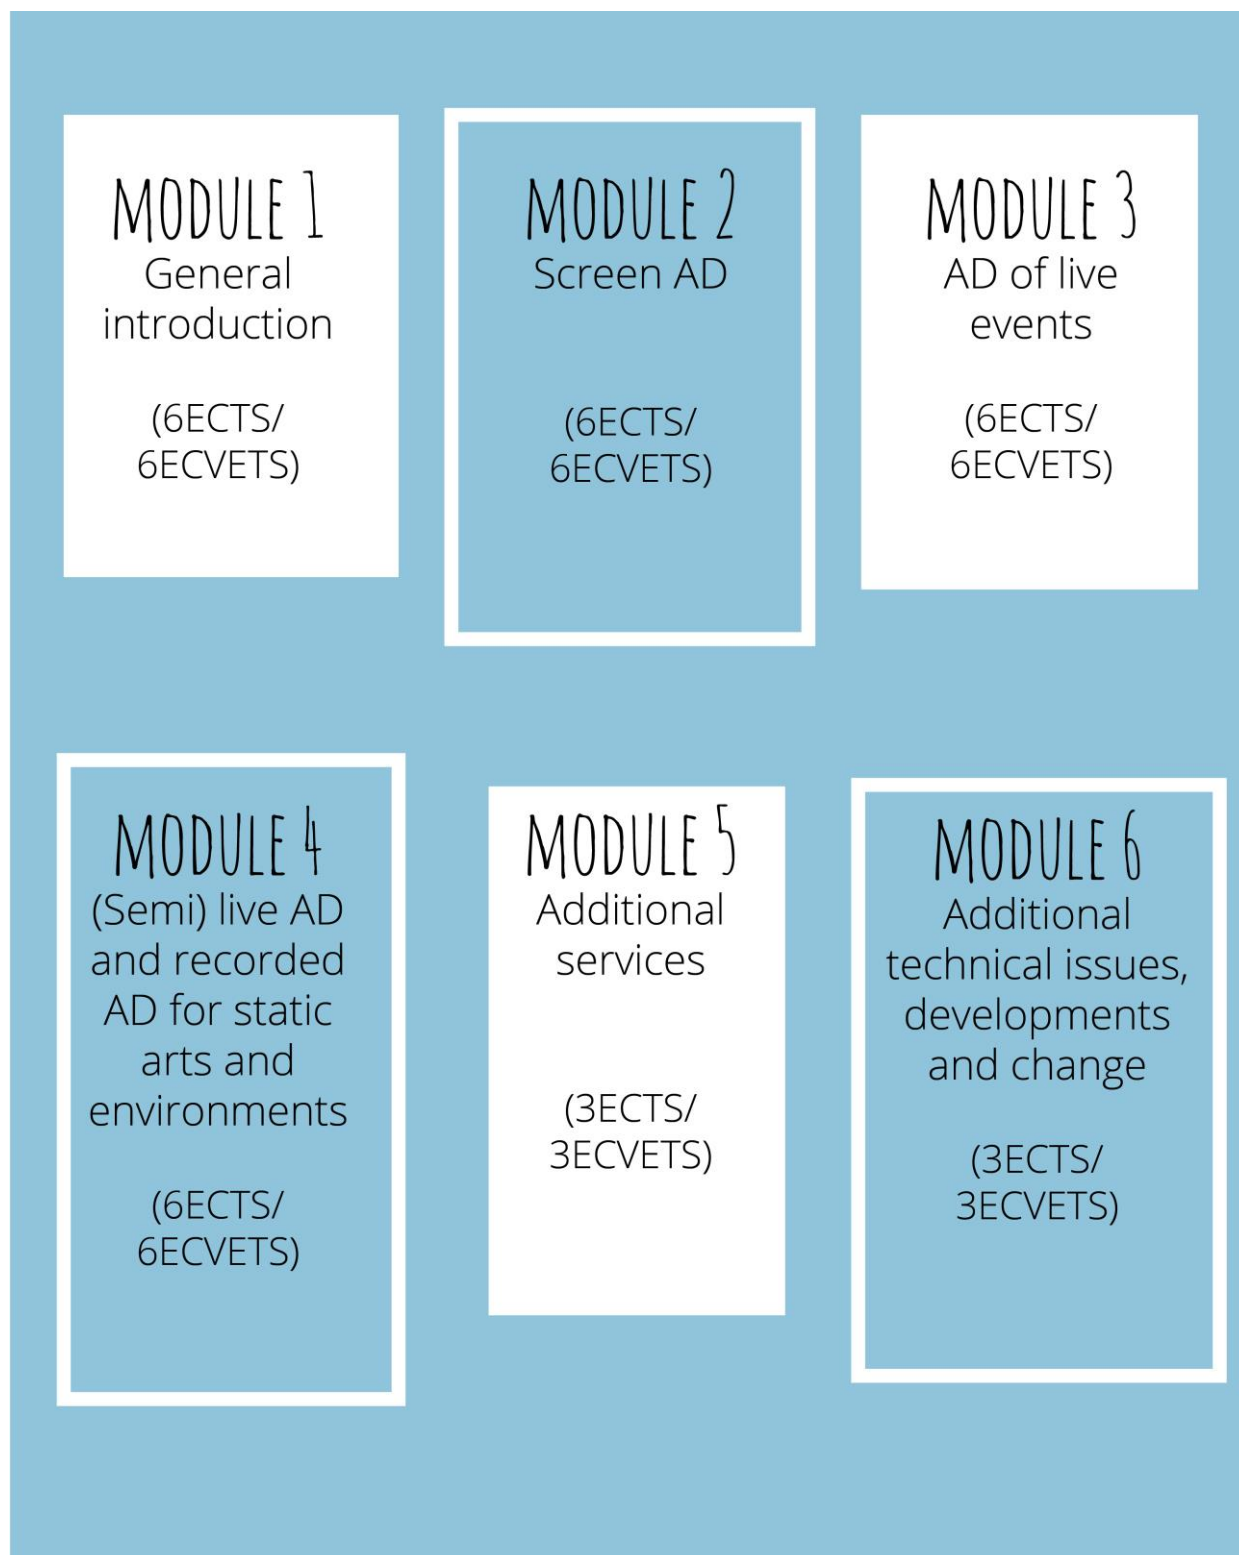 MODULE 1
General
introduction
(6ECTS/
6ECVETS)
MODULE 2
Screen AD
(6ECTS/
6ECVETS)
MODULE 3
AD of live
events
(6ECTS/
6ECVETS)
MODULE 4
(Semi) live AD
and recorded
AD for static
arts and
environments
(6ECTS/
6ECVETS)
MODULE 5
Additional
services
(3ECTS/
3ECVETS)
MODULE 6
Additional
technical issues,
developments
and change
(3ECTS/
3ECVETS)